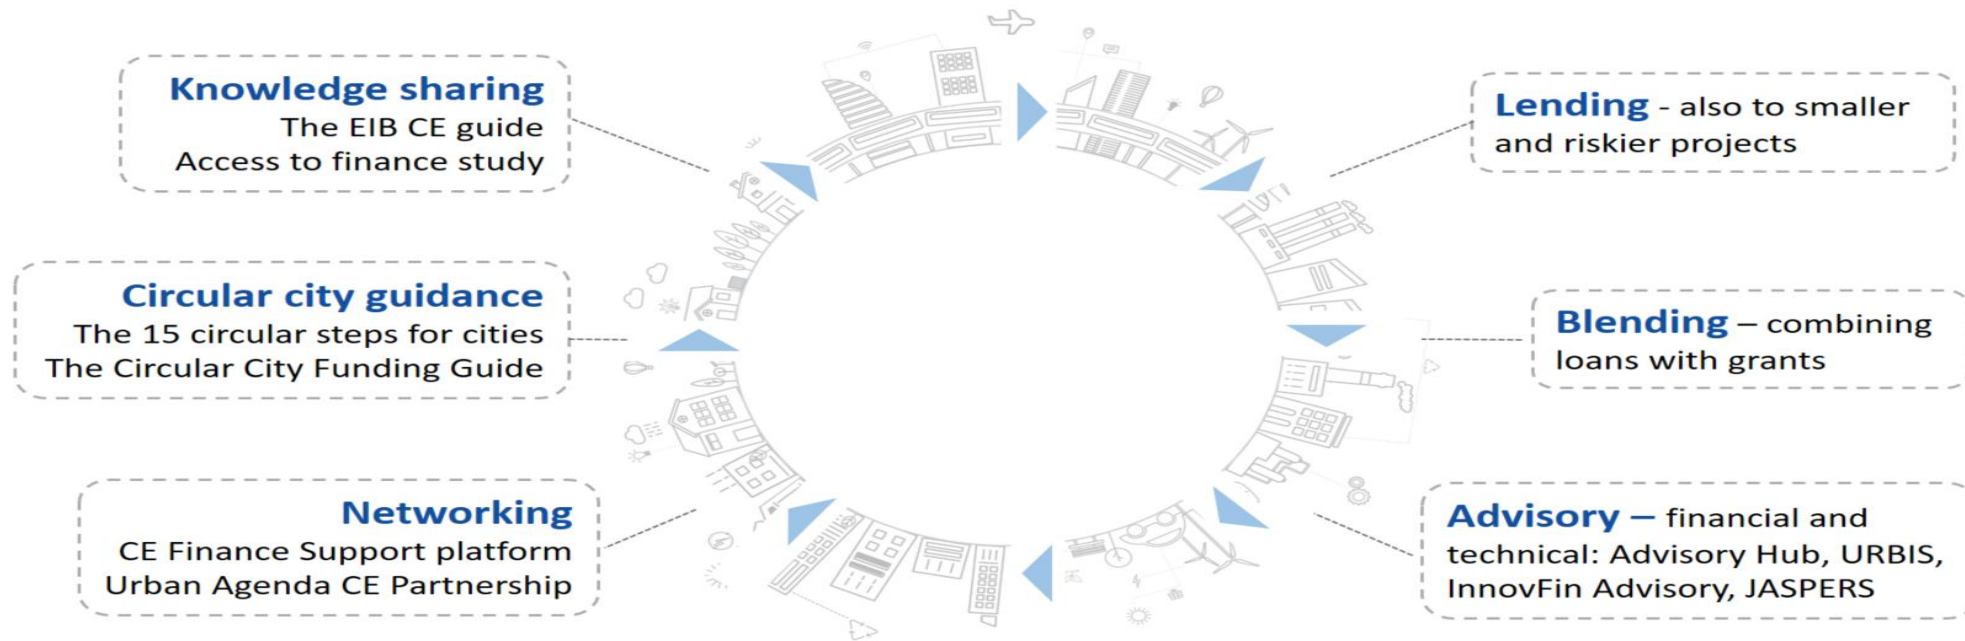 Knowledge sharing
The EIB CE guide
Access to finance study
Circular city guidance
The 15 circular steps for cities
The Circular City Funding Guide
Networking
CE Finance Support platform
Urban Agenda CE Partnership
Lending - also to smaller
and riskier projects
Blending – combining
loans with grants
Advisory – financial and
technical: Advisory Hub, URBIS,
InnovFin Advisory, JASPERS